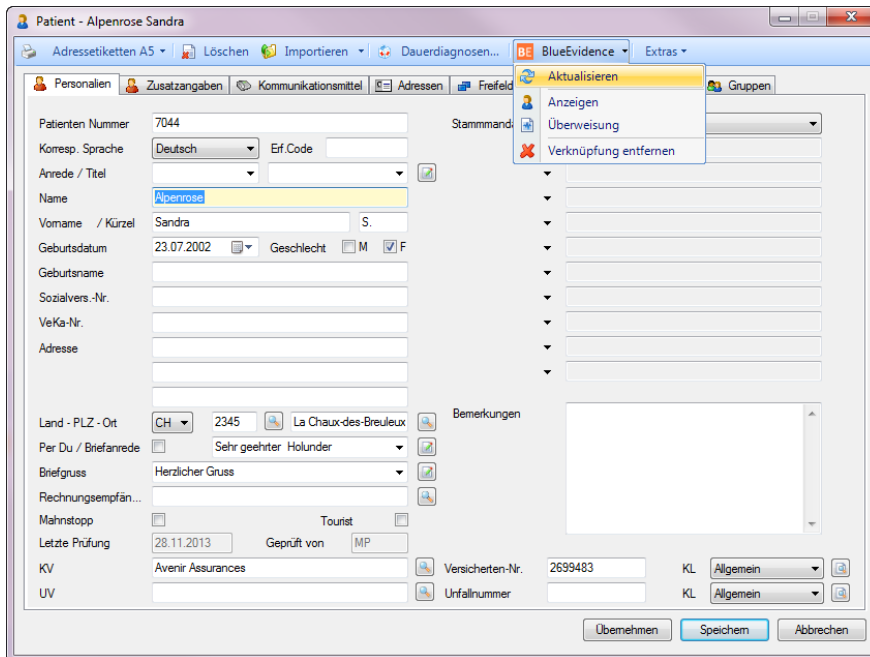 Patient - Alpenrose Sandra
Adressetiketten A5 Löschen Importieren Dauerdiagnosen... BE BlueEvidence Extras
Aktualisieren
Anzeigen
Überweisung
Verknüpfung entfernen
Personalien Zusatzangaben Kommunikationsmittel Adressen Freifeld Gruppen
Patienten Nummer 7044 Stammmanda
Korresp. Sprache Deutsch Erf.Code
Anrede / Titel
Name Alpenrose
Vorname / Kürzel Sandra S.
Geburtsdatum 23.07.2002 Geschlecht M F
Geburtsname
Sozialvers.-Nr.
VeKa-Nr.
Adresse
Land - PLZ - Ort CH 2345 La Chaux-des-Breuleux Bemerkungen
Per Du / Briefanrede Sehr geehrter Holunder
Briefgruss Herzlicher Gruss
Rechnungsempfän...
Mahnstopp Tourist
Letzte Prüfung 28.11.2013 Geprüft von MP
KV Avenir Assurances Versicherten-Nr. 2699483 KL Allgemein
UV Unfallnummer KL Allgemein
Übernehmen Speichern Abbrechen